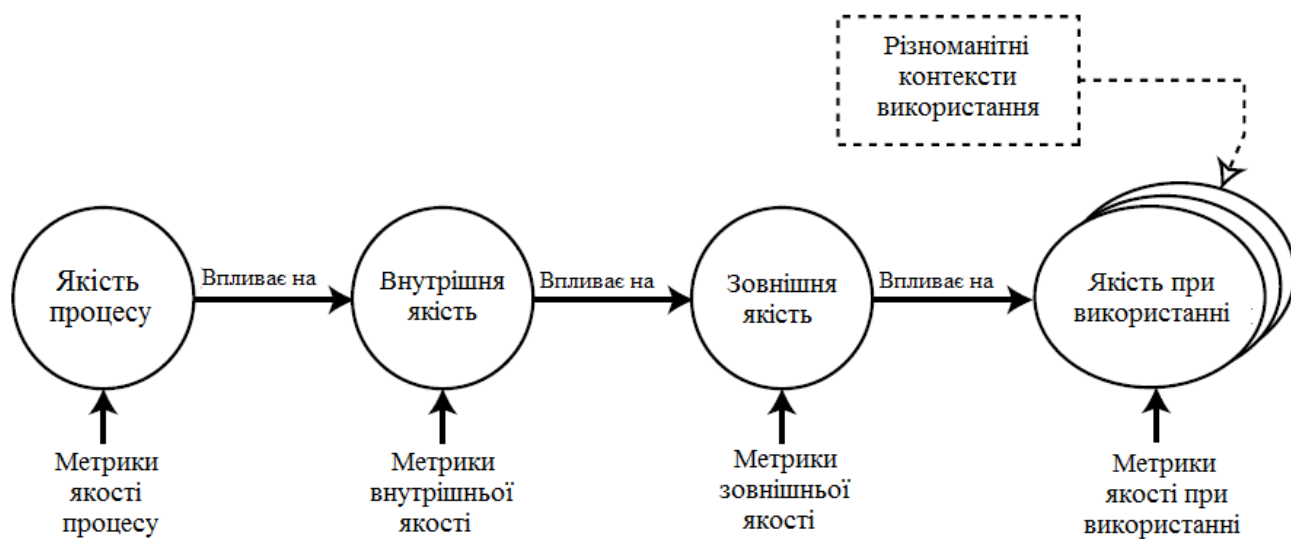 Різноманітні
контексти
використання
Якість
процесу
Впливає на
Внутрішня
якість
Впливає на
Зовнішня
якість
Впливає на
Якість при
використанні
Метрики
якості
процесу
Метрики
внутрішньої
якості
Метрики
зовнішньої
якості
Метрики
якості при
використанні